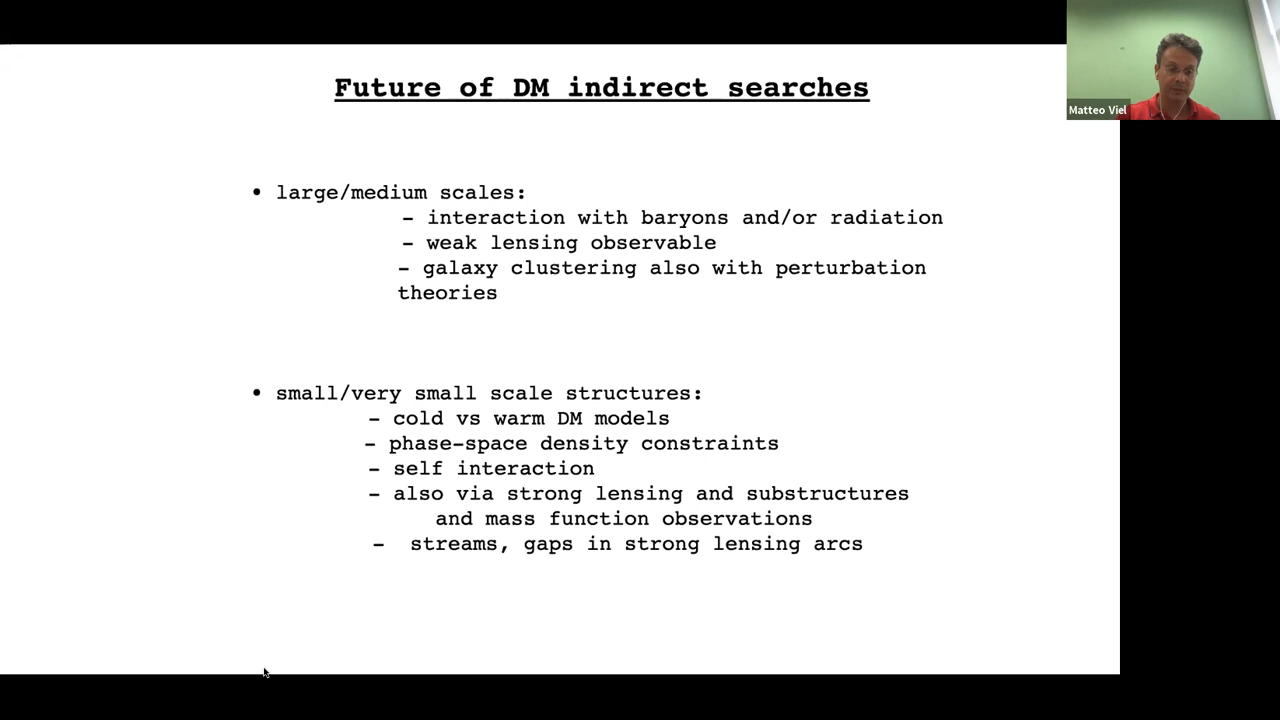 Future of DM indirect searches
Matteo Viel
• large/medium scales:
– interaction with baryons and/or radiation
– weak lensing observable
– galaxy clustering also with perturbation
theories
• small/very small scale structures:
– cold vs warm DM models
– phase-space density constraints
– self interaction
– also via strong lensing and substructures
and mass function observations
– streams, gaps in strong lensing arcs